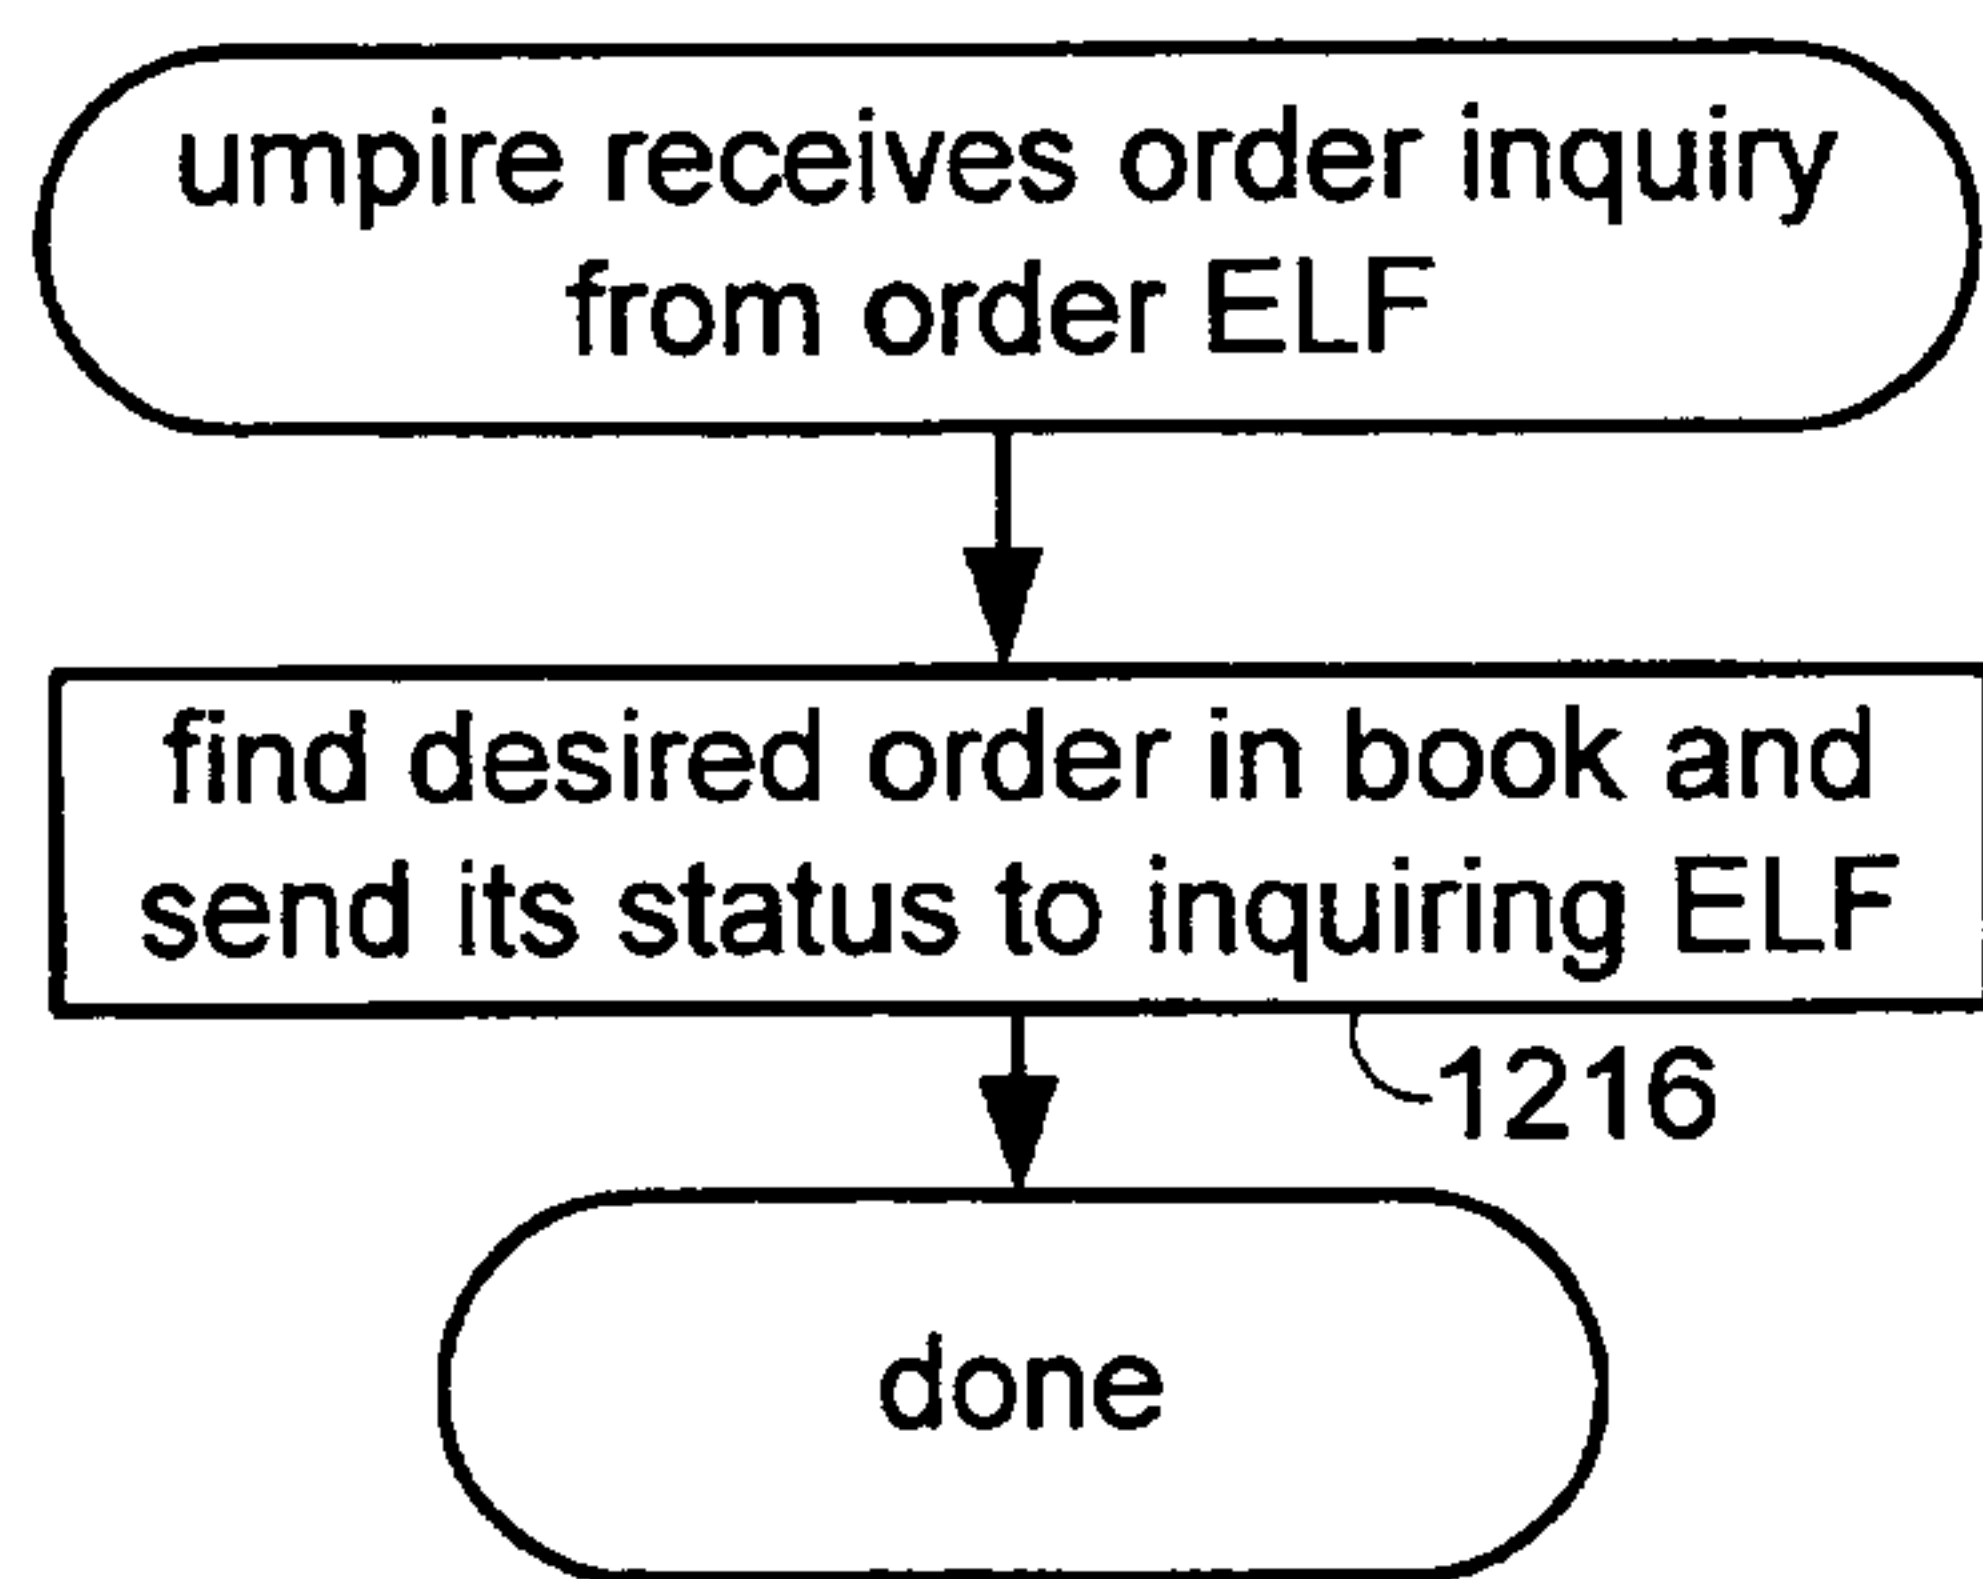 umpire receives order inquiry
from order ELF
find desired order in book and
send its status to inquiring ELF
1216
done